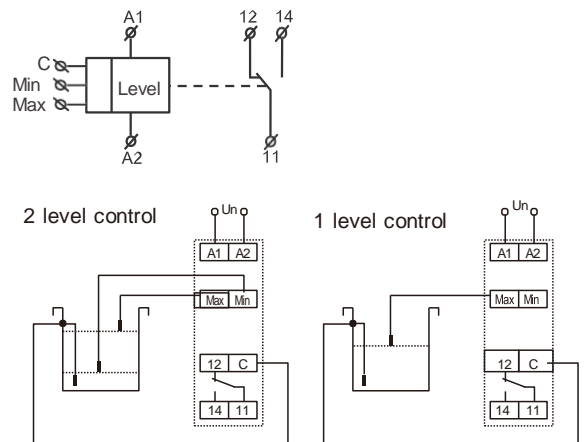 A1 12 14
C
Min
Max
Level
A2
11
2 level control
Un
A1 A2
Max Min
12 C
14 11
1 level control
Un
A1 A2
Max Min
12 C
14 11